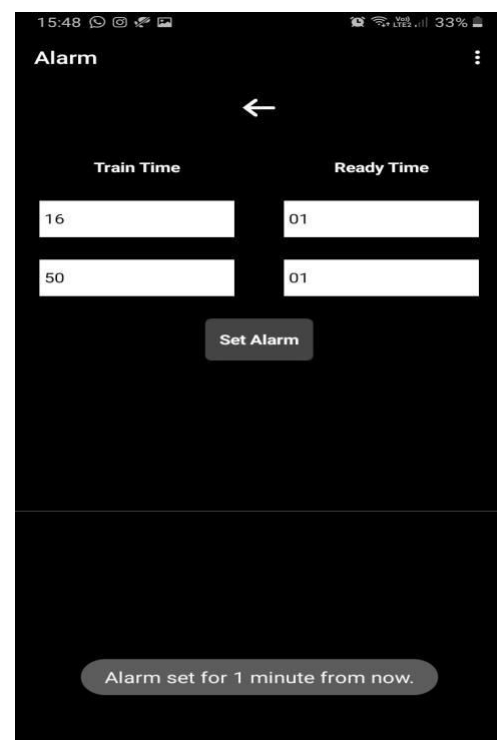 15:48 33%
Alarm
Train Time Ready Time
16 01
50 01
Set Alarm
Alarm set for 1 minute from now.